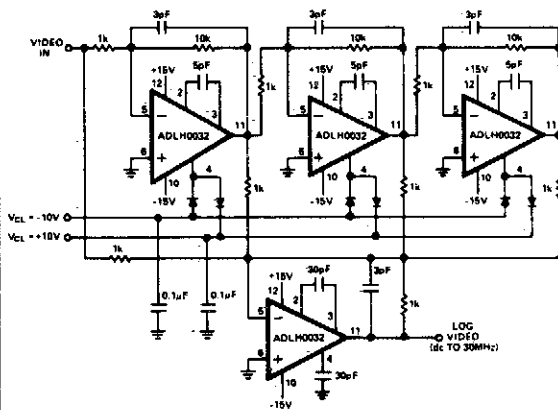 3pF
3pF
3pF
VIDEO
IN
1k
10k
10k
10k
+15V
5pF
+15V
5pF
+15V
5pF
1k
1k
12
2
12
2
12
2
5
3
11
5
3
11
5
3
11
ADLH0032
ADLH0032
ADLH0032
6
4
6
4
6
4
10
10
10
-15V
-15V
-15V
1k
1k
1k
VCL = -10V
VCL = +10V
1k
+15V
30pF
3pF
1k
0.1µF
0.1µF
12
2
5
3
11
ADLH0032
6
4
10
-15V
30pF
LOG
VIDEO
(dc TO 30MHz)